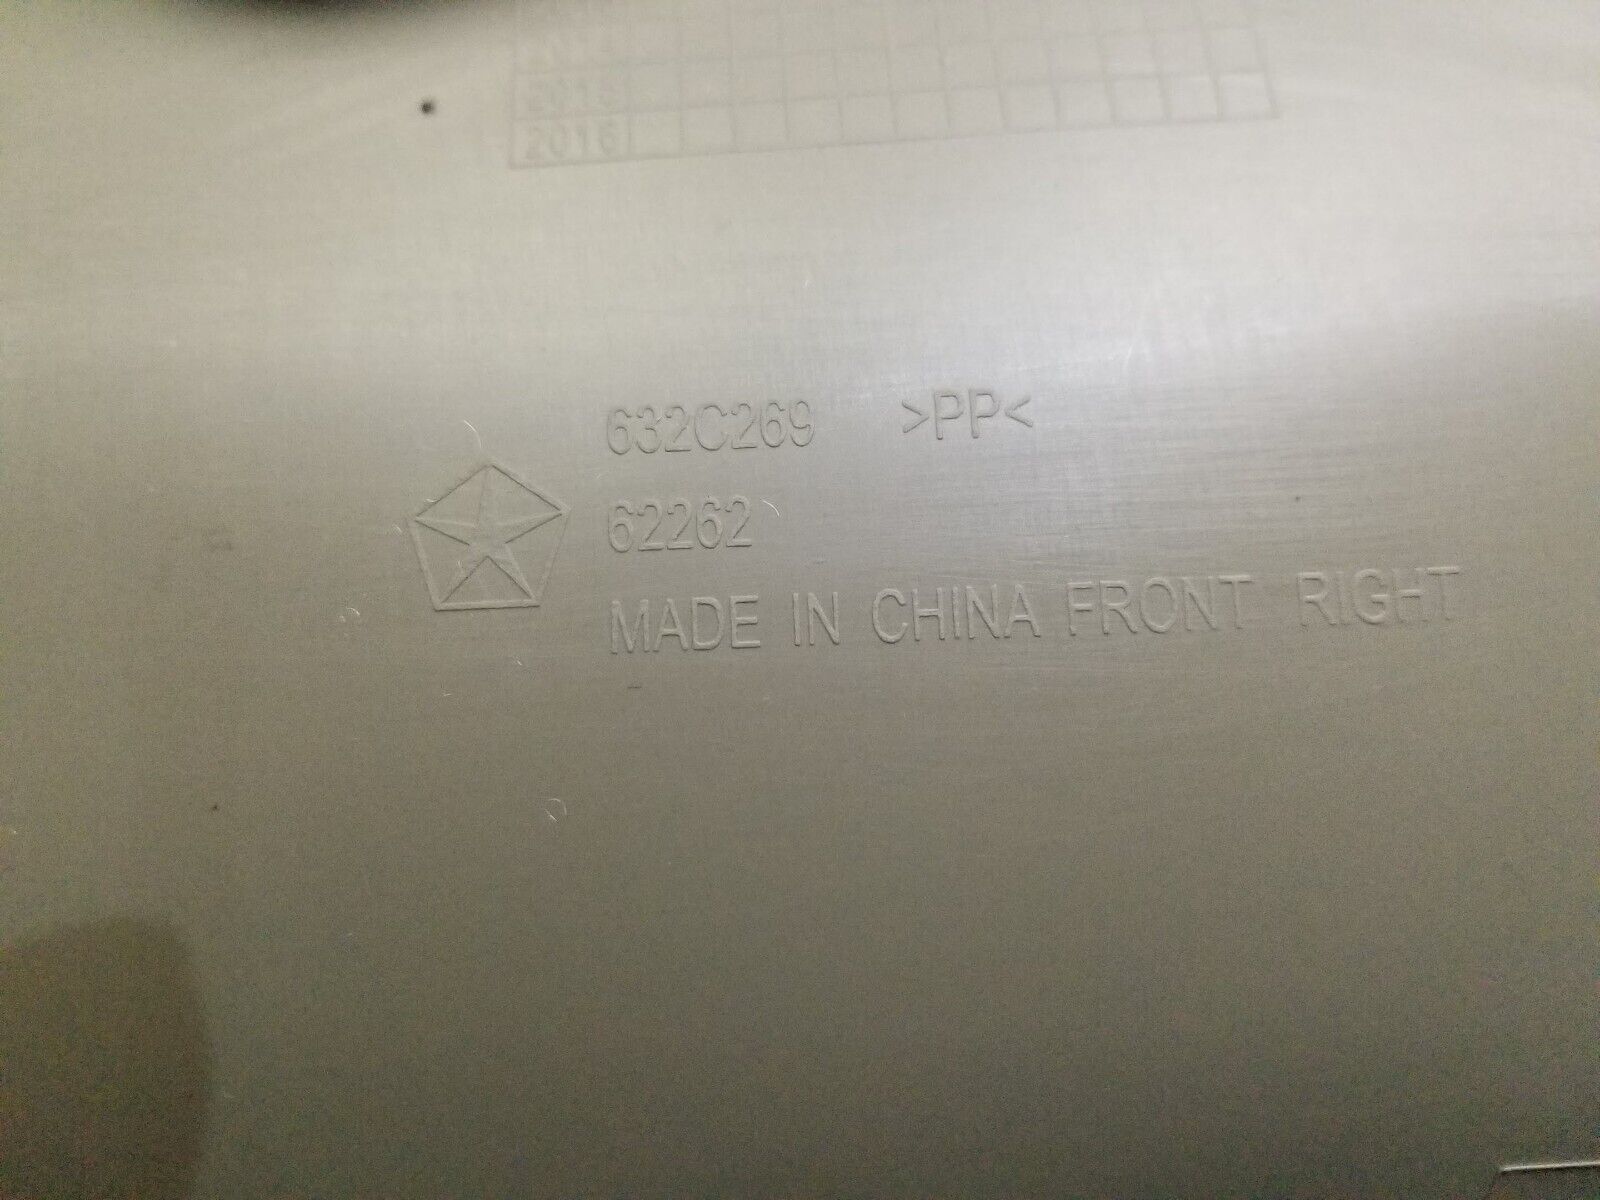 2016
632C269 >PP<
62262
MADE IN CHINA FRONT RIGHT